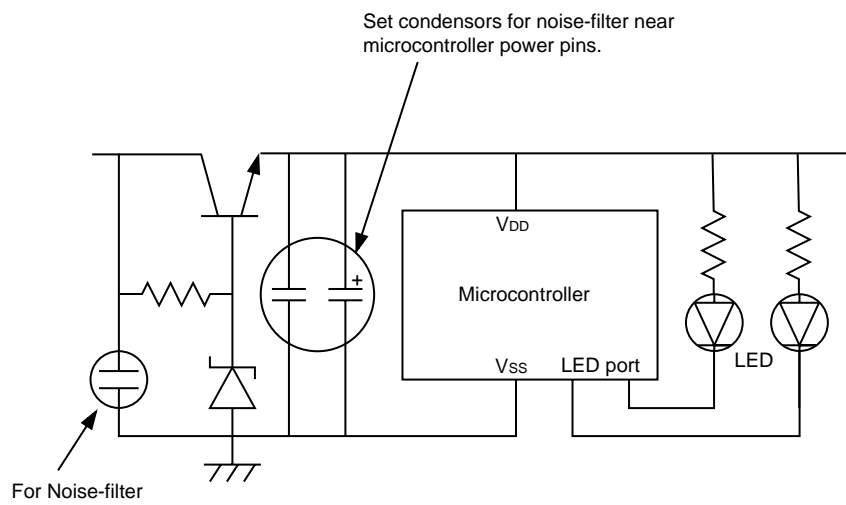 Set condensors for noise-filter near
microcontroller power pins.
+
VDD
Microcontroller
VSS
LED port
LED
For Noise-filter